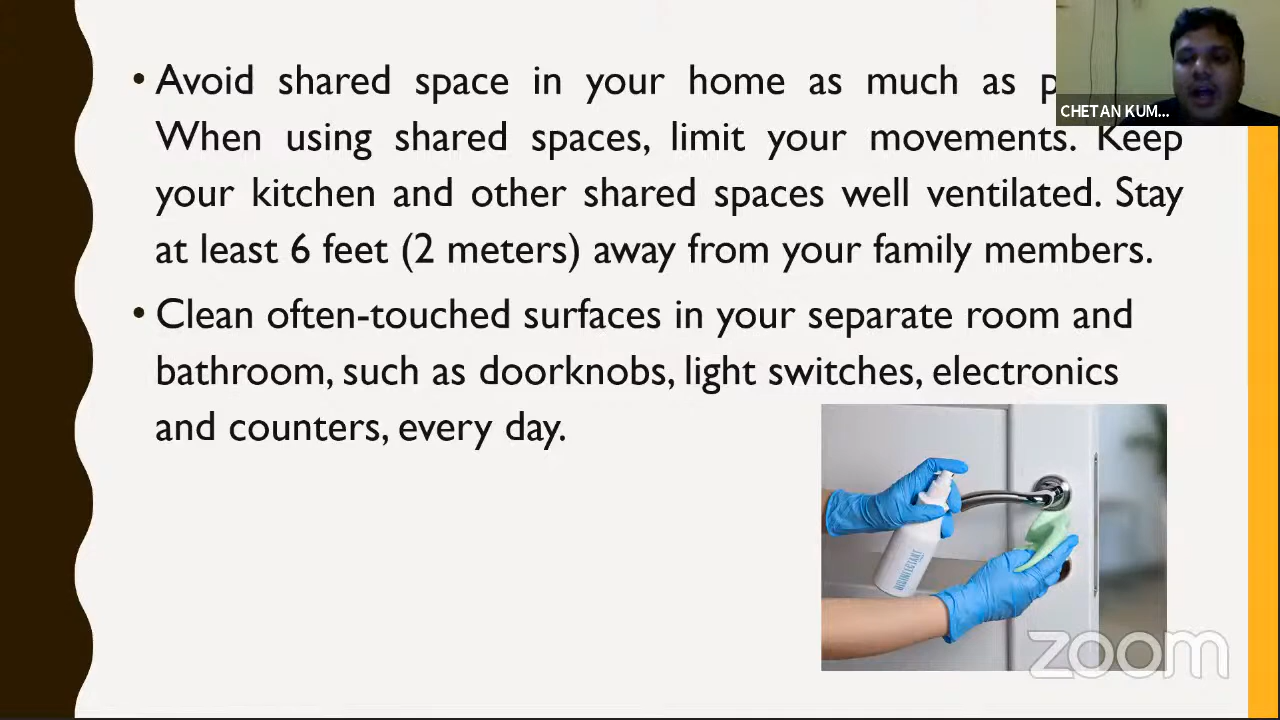 • Avoid shared space in your home as much as p
When using shared spaces, limit your movements. Keep
your kitchen and other shared spaces well ventilated. Stay
at least 6 feet (2 meters) away from your family members.
• Clean often-touched surfaces in your separate room and
bathroom, such as doorknobs, light switches, electronics
and counters, every day.
CHETAN KUM...
DISINFECTANT
zoom